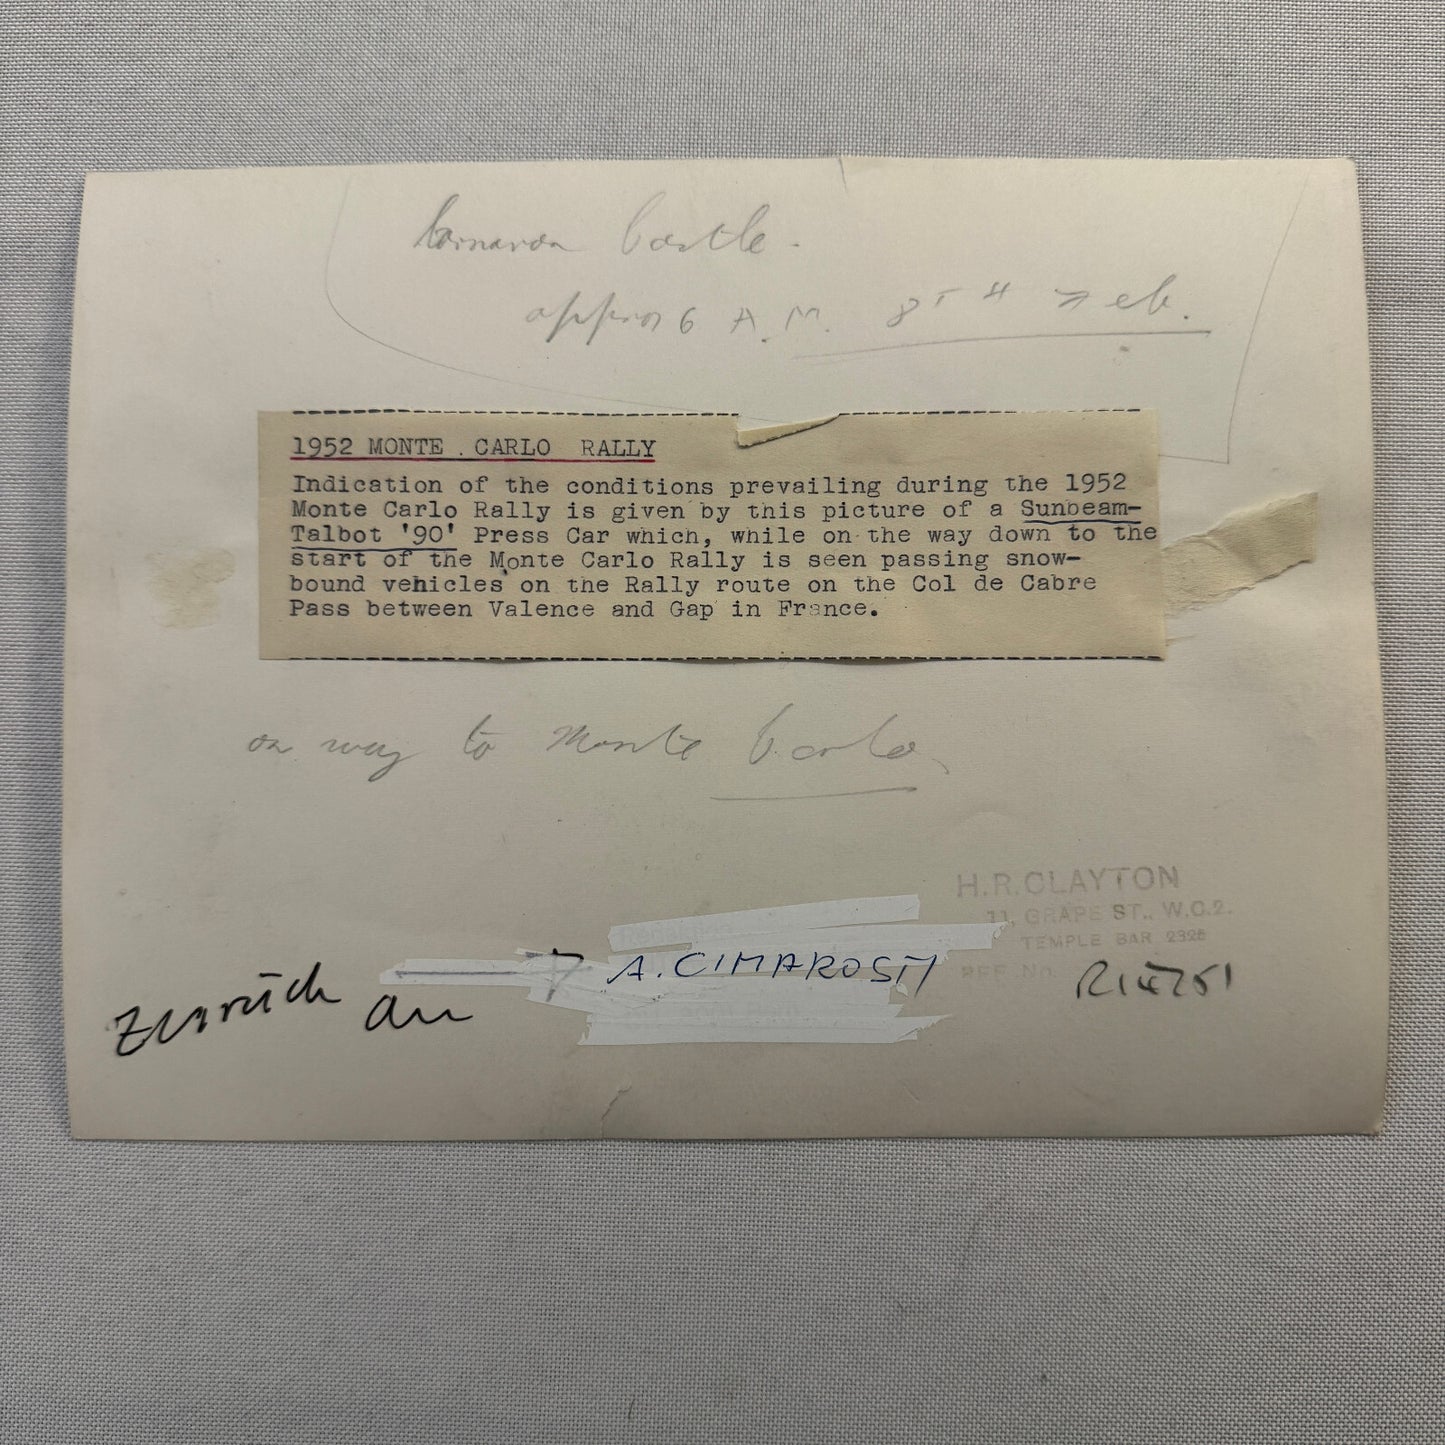 Castle.
approx 6 A.M. 8TH Feb.
1952 MONTE . CARLO RALLY
Indication of the conditions prevailing during the 1952
Monte Carlo Rally is given by this picture of a Sunbeam-
Talbot '90' Press Car which, while on the way down to the
start of the Monte Carlo Rally is seen passing snow-
bound vehicles on the Rally route on the Col de Cabre
Pass between Valence and Gap in France.
on way to Monte Carlo
H.R.CLAYTON
11, GRAPE ST., W.C.2.
TEMPLE BAR 2325
REF. No. R14751
Zurück an
A. CIMAROSTI